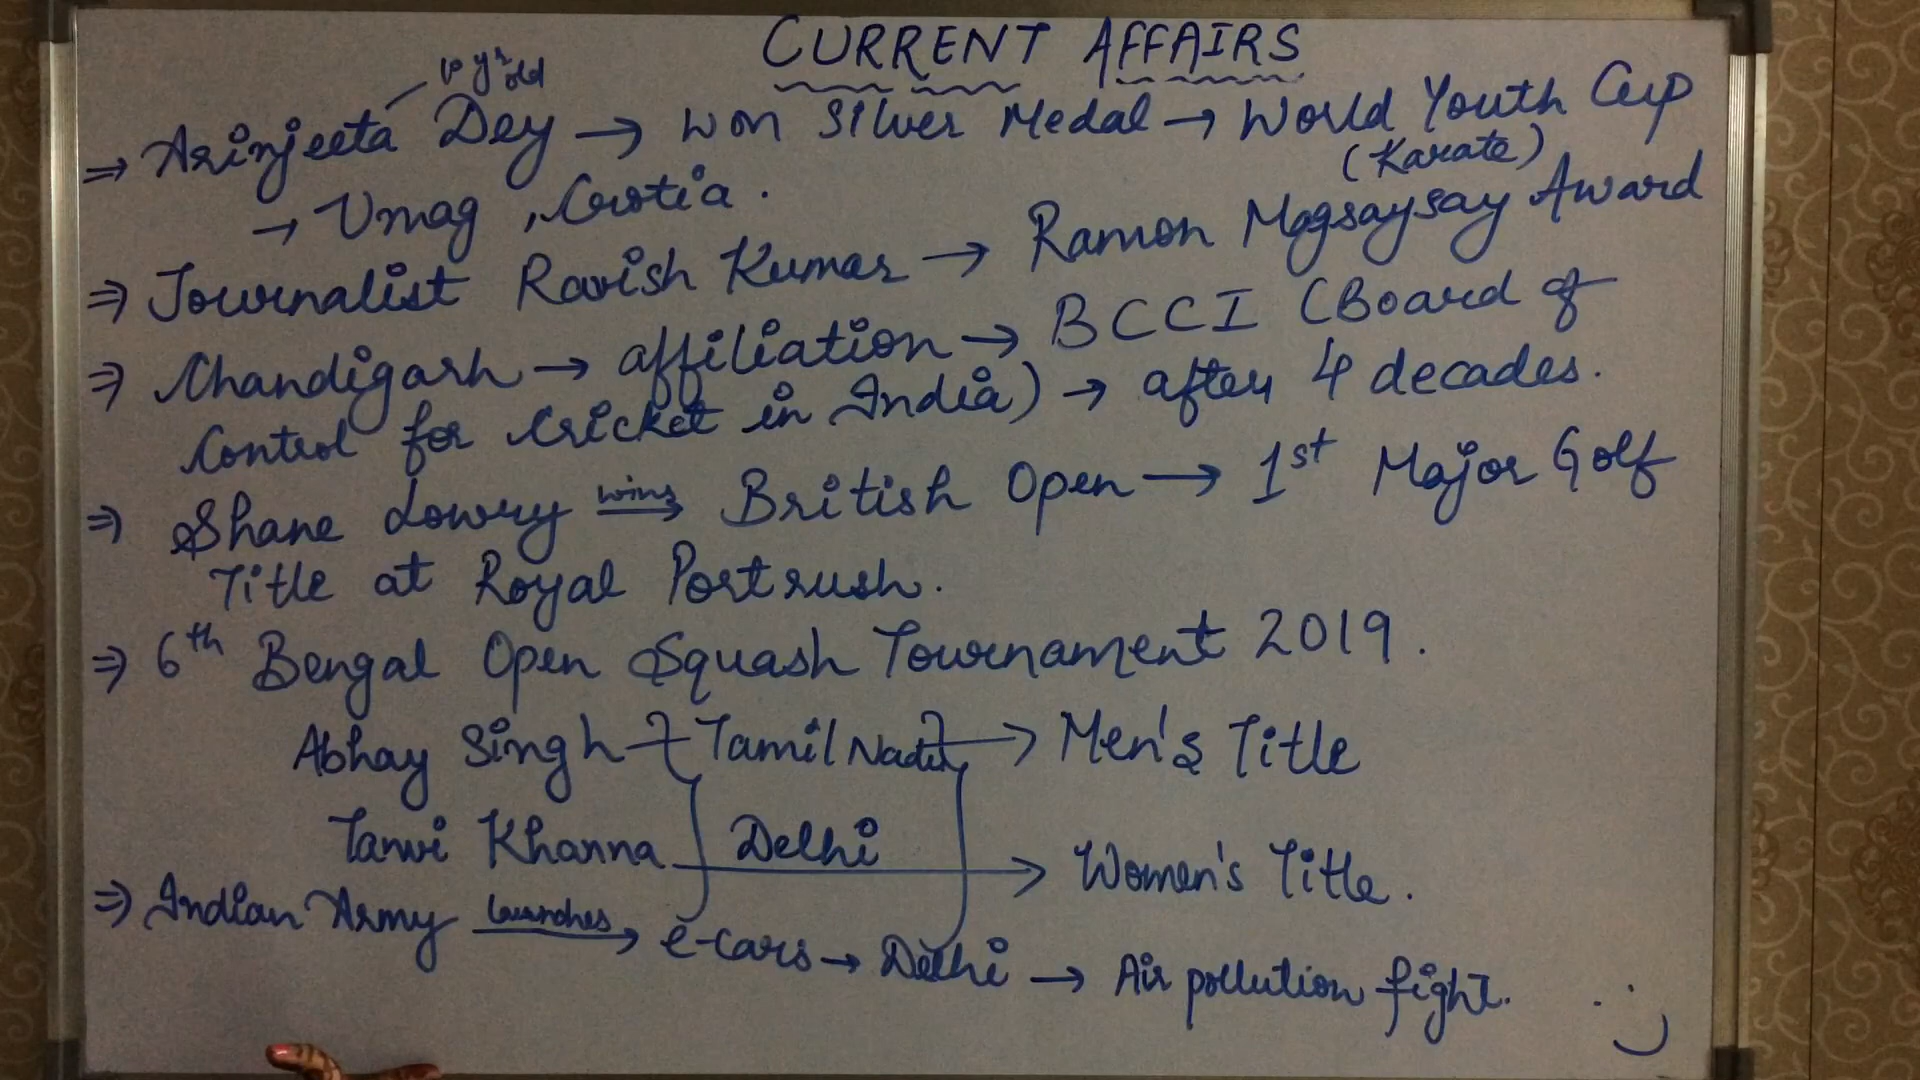 CURRENT AFFAIRS
yrs old
⇒ Arinjeeta Dey → won Silver Medal → World Youth Cup
(Karate)
→ Umag, Crotia.
⇒ Journalist Ravish Kumar → Ramon Magsaysay Award
⇒ Chandigarh → affiliation → BCCI (Board of
Control for Cricket in India) → after 4 decades.
⇒ Shane Lowry wins British Open → 1st Major Golf
Title at Royal Portrush.
⇒ 6th Bengal Open Squash Tournament 2019.
Abhay Singh { Tamil Nadu } → Men's Title
Tanvi Khanna { Delhi } → Women's Title.
⇒ Indian Army launches → e-cars → Delhi → Air pollution fight.